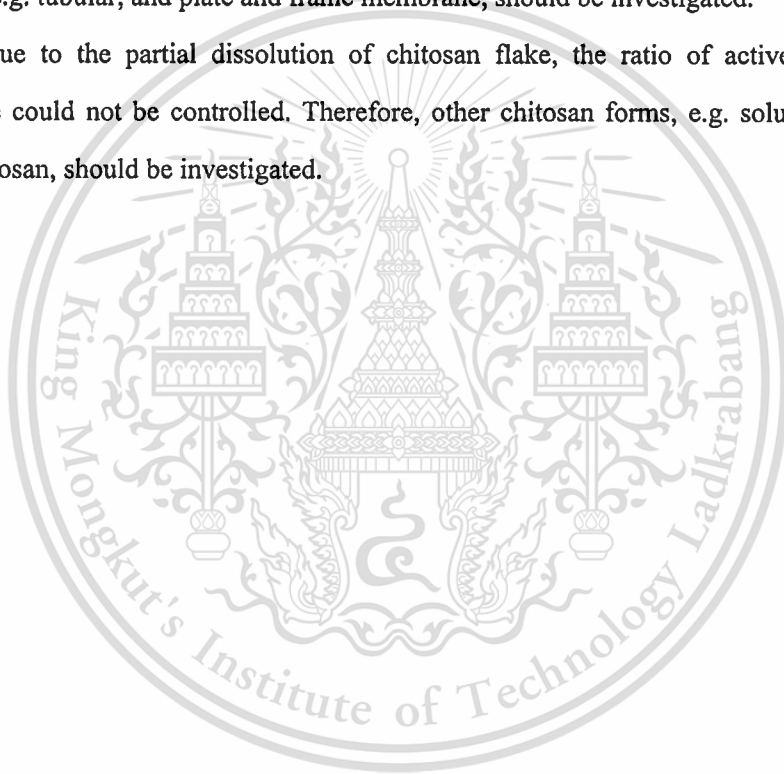 .g. tubular, and plate and frame membrane, should be investigated.
ue to the partial dissolution of chitosan flake, the ratio of active
could not be controlled. Therefore, other chitosan forms, e.g. solu
osan, should be investigated.
King Mongkut's Institute of Technology Ladkrabang
๔